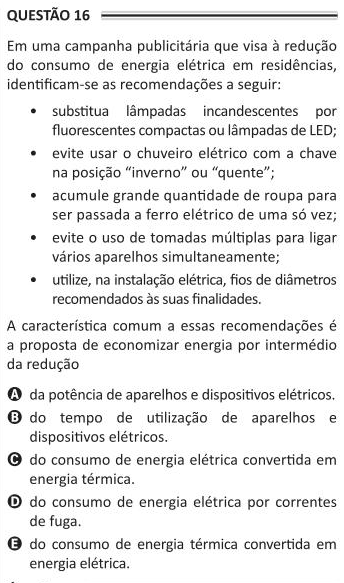 QUESTÃO 16
Em uma campanha publicitária que visa à redução
do consumo de energia elétrica em residências,
identificam-se as recomendações a seguir:
• substitua lâmpadas incandescentes por
fluorescentes compactas ou lâmpadas de LED;
• evite usar o chuveiro elétrico com a chave
na posição “inverno” ou “quente”;
• acumule grande quantidade de roupa para
ser passada a ferro elétrico de uma só vez;
• evite o uso de tomadas múltiplas para ligar
vários aparelhos simultaneamente;
• utilize, na instalação elétrica, fios de diâmetros
recomendados às suas finalidades.
A característica comum a essas recomendações é
a proposta de economizar energia por intermédio
da redução
A da potência de aparelhos e dispositivos elétricos.
B do tempo de utilização de aparelhos e
dispositivos elétricos.
C do consumo de energia elétrica convertida em
energia térmica.
D do consumo de energia elétrica por correntes
de fuga.
E do consumo de energia térmica convertida em
energia elétrica.